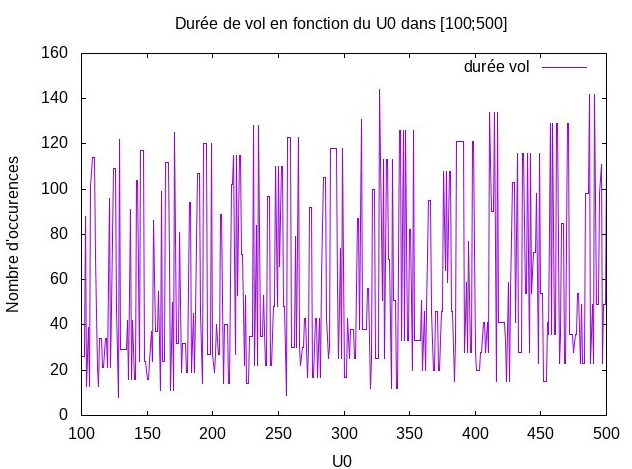 Durée de vol en fonction du U0 dans [100;500]
durée vol
Nombre d'occurences
160
140
120
100
80
60
40
20
0
100 150 200 250 300 350 400 450 500
U0